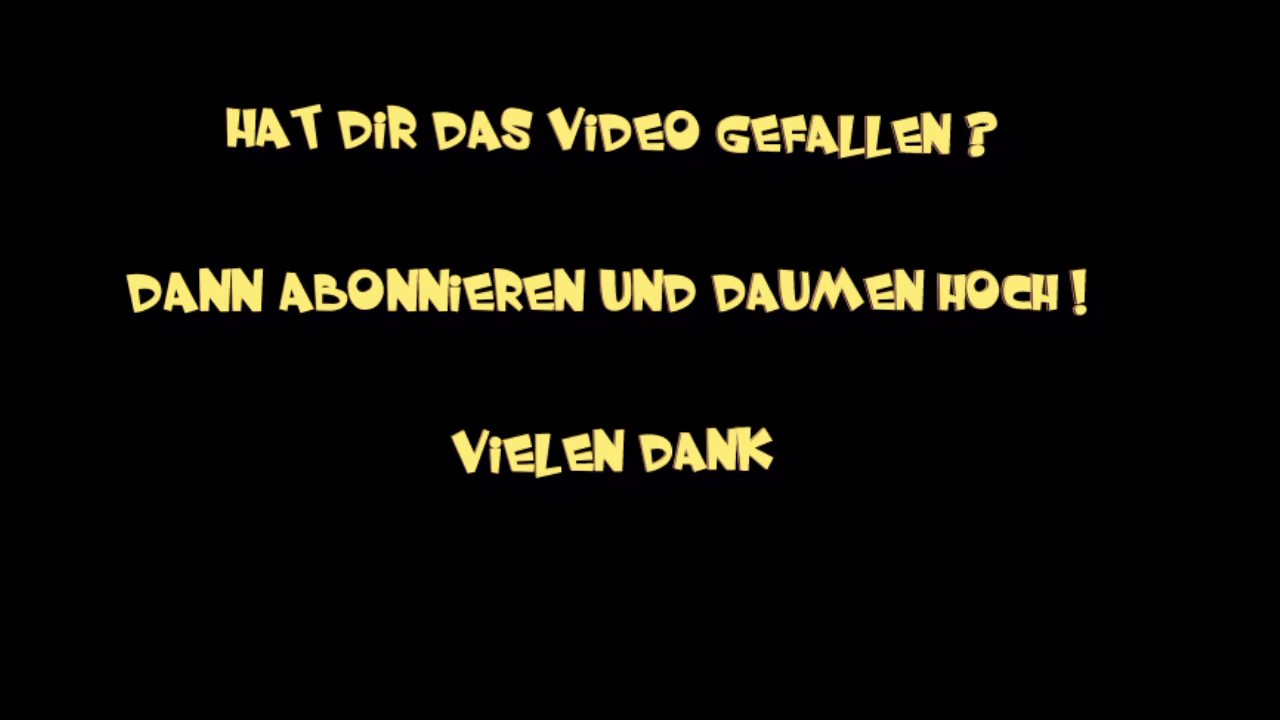 HAT DiR DAS ViDEO GEFALLEN ?
DANN ABONNiEREN UND DAUMEN HOCH !
ViELEN DANK